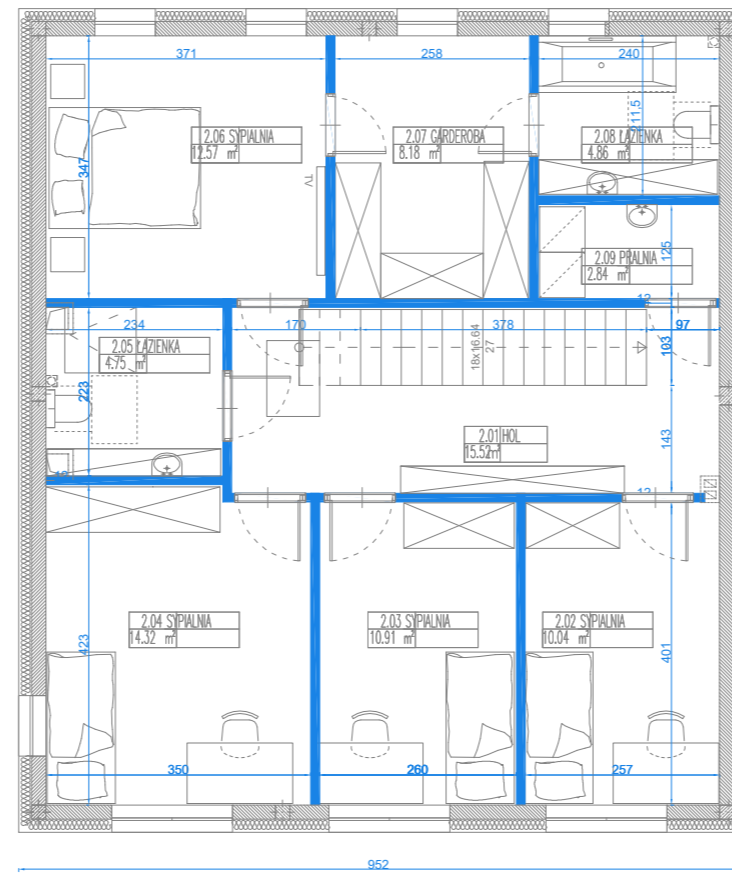 371
258
240
211,5
2.06 SYPIALNIA
12.57 m²
2.07 GARDEROBA
8.18 m²
2.08 ŁAZIENKA
4.86 m²
347
TV
2.09 PRALNIA
2.84 m²
125
12
234
170
378
97
103
18x16.64
27
2.05 ŁAZIENKA
4.75 m²
223
2.01 HOL
15.52m²
143
12
12
2.04 SYPIALNIA
14.32 m²
2.03 SYPIALNIA
10.91 m²
2.02 SYPIALNIA
10.04 m²
423
401
350
260
257
952